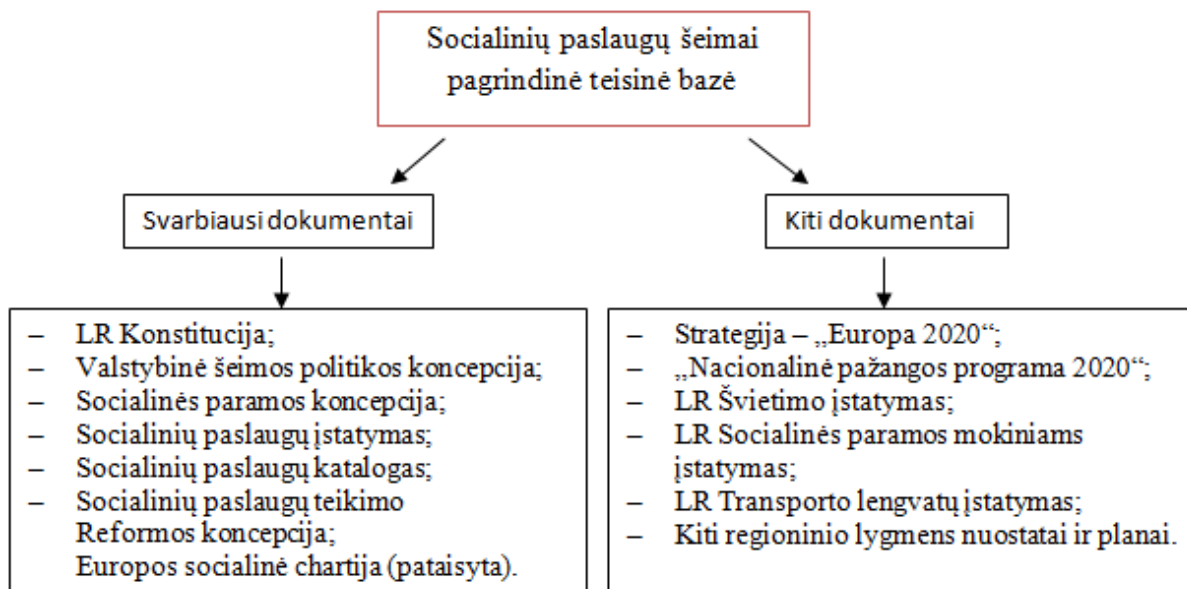 Socialinių paslaugų šeimai
pagrindinė teisinė bazė
Svarbiausi dokumentai
Kiti dokumentai
– LR Konstitucija;
– Valstybinė šeimos politikos koncepcija;
– Socialinės paramos koncepcija;
– Socialinių paslaugų įstatymas;
– Socialinių paslaugų katalogas;
– Socialinių paslaugų teikimo
Reformos koncepcija;
Europos socialinė chartija (pataisyta).
– Strategija – „Europa 2020“;
– „Nacionalinė pažangos programa 2020“;
– LR Švietimo įstatymas;
– LR Socialinės paramos mokiniams
įstatymas;
– LR Transporto lengvatų įstatymas;
– Kiti regioninio lygmens nuostatai ir planai.